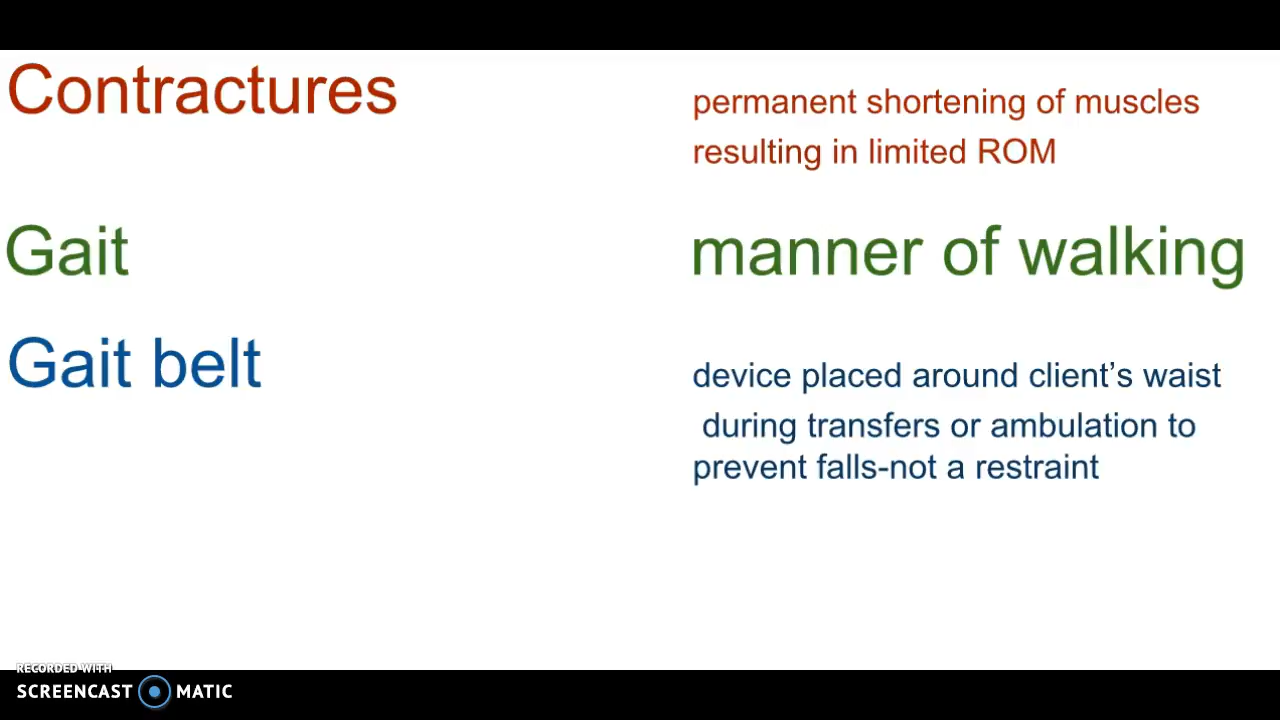 Contractures
permanent shortening of muscles
resulting in limited ROM
Gait
manner of walking
Gait belt
device placed around client’s waist
during transfers or ambulation to
prevent falls-not a restraint
RECORDED WITH
SCREENCAST MATIC